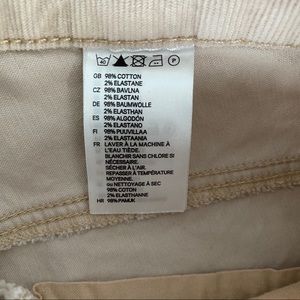 40 P
GB 98% COTTON
2% ELASTANE
CZ 98% BAVLNA
2% ELASTAN
DE 98% BAUMWOLLE
2% ELASTHAN
ES 98% ALGODÓN
2% ELASTANO
FI 98% PUUVILLAA
2% ELASTAANIA
FR LAVER À LA MACHINE À
L'EAU TIÈDE.
BLANCHIR SANS CHLORE SI
NÉCESSAIRE.
SÉCHER À L'AIR.
REPASSER À TEMPÉRATURE
MOYENNE.
ou NETTOYAGE À SEC
98% COTON
2% ELASTHANNE
HR 98% PAMUK